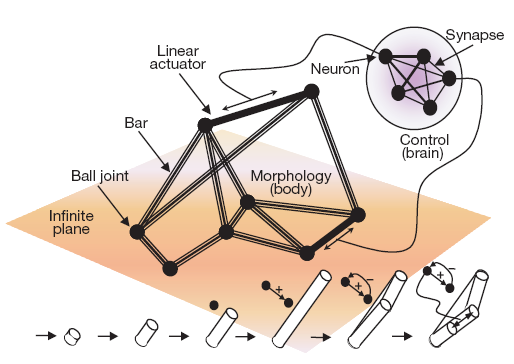 Synapse
Linear
actuator
Neuron
Bar
Control
(brain)
Ball joint
Morphology
(body)
Infinite
plane
+
+ −
+ −